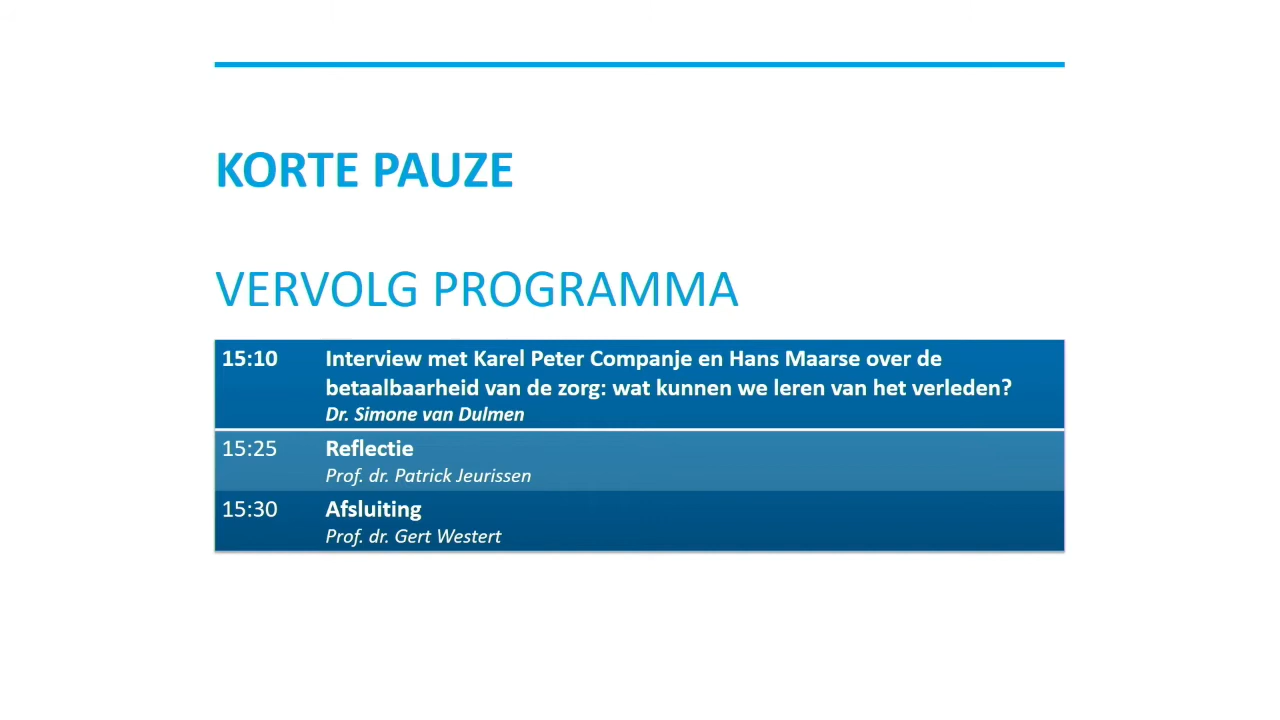 KORTE PAUZE
VERVOLG PROGRAMMA
15:10 Interview met Karel Peter Companje en Hans Maarse over de
betaalbaarheid van de zorg: wat kunnen we leren van het verleden?
Dr. Simone van Dulmen
15:25 Reflectie
Prof. dr. Patrick Jeurissen
15:30 Afsluiting
Prof. dr. Gert Westert